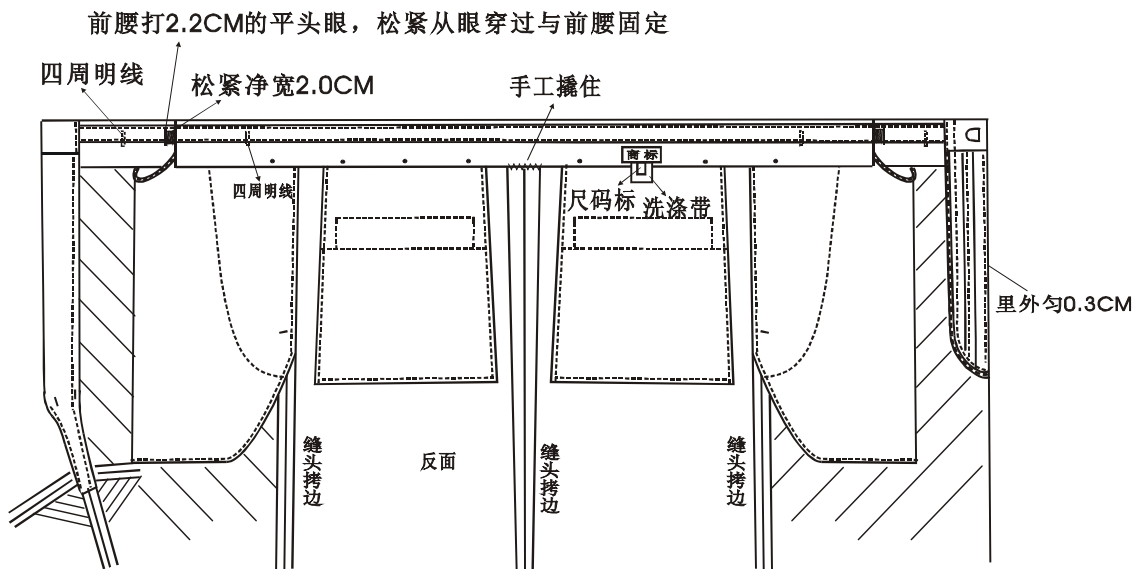 前腰打2.2CM的平头眼，松紧从眼穿过与前腰固定
四周明线
松紧净宽2.0CM
手工撬住
商标
四周明线
尺码标
洗涤带
里外匀0.3CM
缝头拷边
反面
缝头拷边
缝头拷边